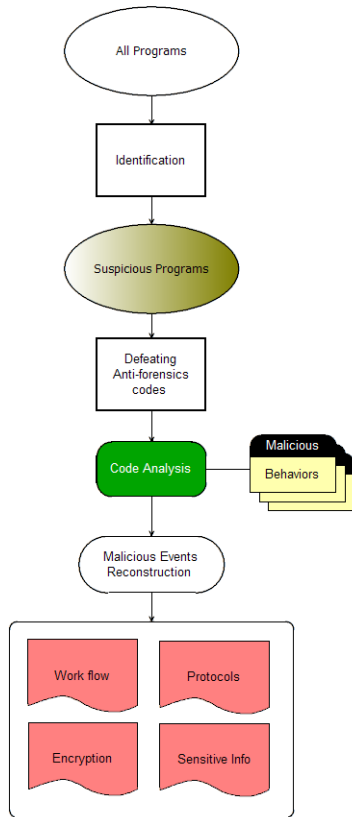 All Programs
Identification
Suspicious Programs
Defeating
Anti-forensics
codes
Code Analysis
Malicious
Behaviors
Malicious Events
Reconstruction
Work flow
Protocols
Encryption
Sensitive Info